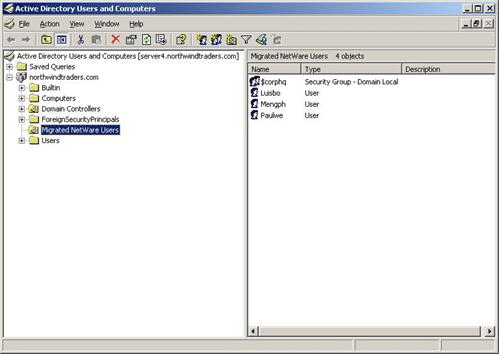 Active Directory Users and Computers
File Action View Window Help
Active Directory Users and Computers [server4.northwindtraders.com]
Saved Queries
northwindtraders.com
Builtin
Computers
Domain Controllers
ForeignSecurityPrincipals
Migrated NetWare Users
Users
Migrated NetWare Users 4 objects
Name Type Description
$corphq Security Group - Domain Local
Luisbo User
Mengph User
Paulwe User